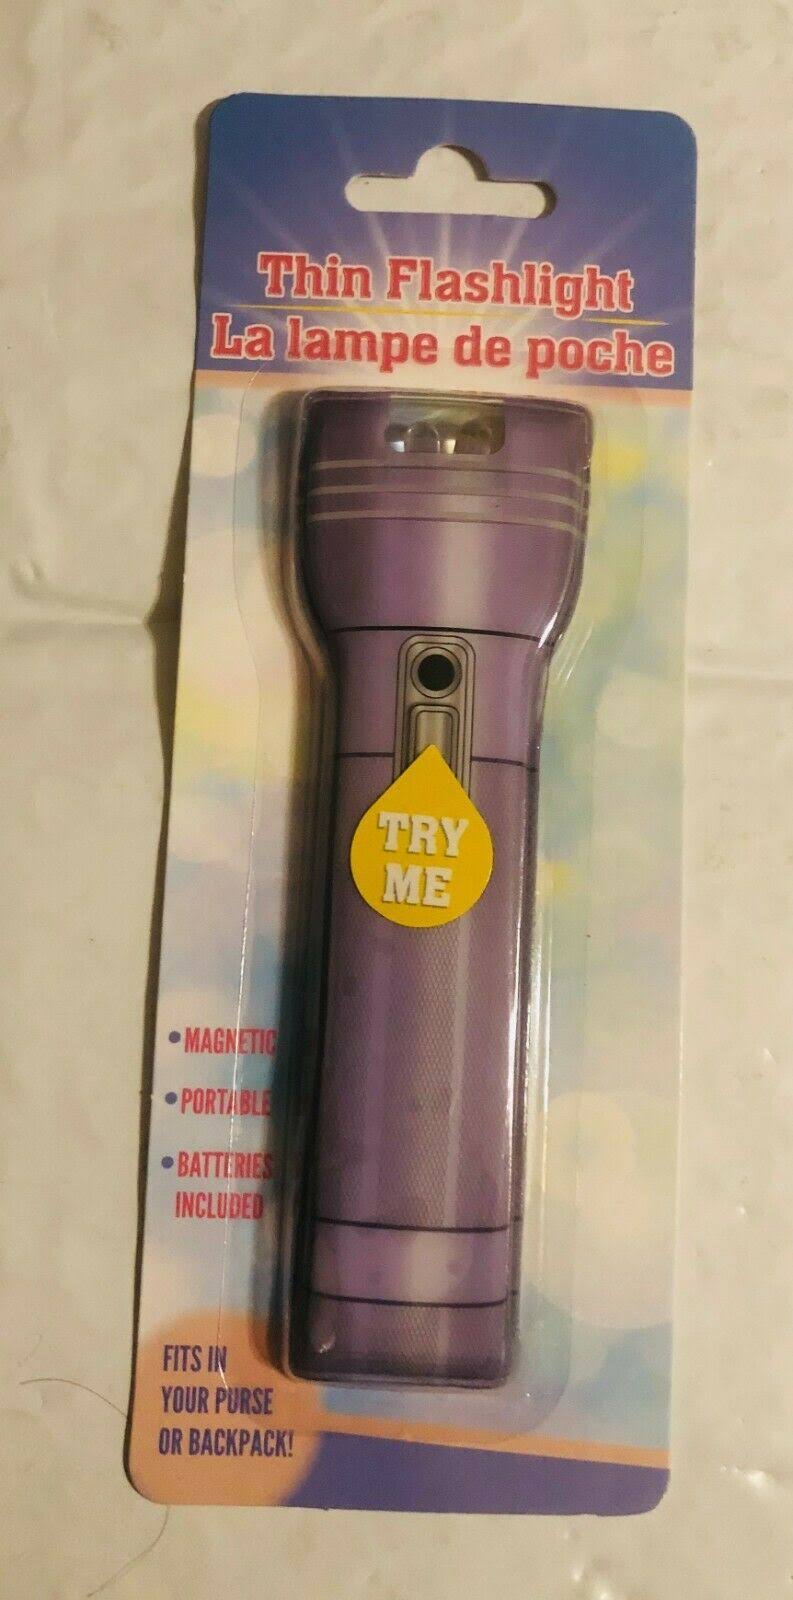 Thin Flashlight
La lampe de poche
TRY
ME
• MAGNETIC
• PORTABLE
• BATTERIES
INCLUDED
FITS IN
YOUR PURSE
OR BACKPACK!